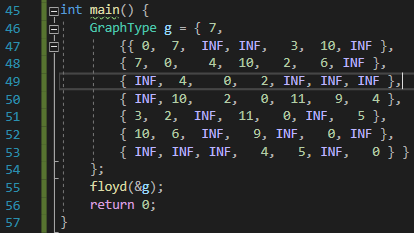 45 int main() {
46 GraphType g = { 7,
47 {{ 0, 7, INF, INF, 3, 10, INF },
48 { 7, 0, 4, 10, 2, 6, INF },
49 { INF, 4, 0, 2, INF, INF, INF },
50 { INF, 10, 2, 0, 11, 9, 4 },
51 { 3, 2, INF, 11, 0, INF, 5 },
52 { 10, 6, INF, 9, INF, 0, INF },
53 { INF, INF, INF, 4, 5, INF, 0 } }
54 };
55 floyd(&g);
56 return 0;
57 }